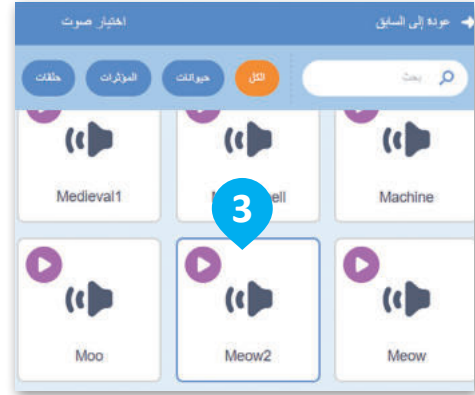 عودة إلى السابق
اختيار صوت
بحث
الكل
حيوانات
المؤثرات
حلقات
Machine
ell
Medieval1
3
Meow
Meow2
Moo